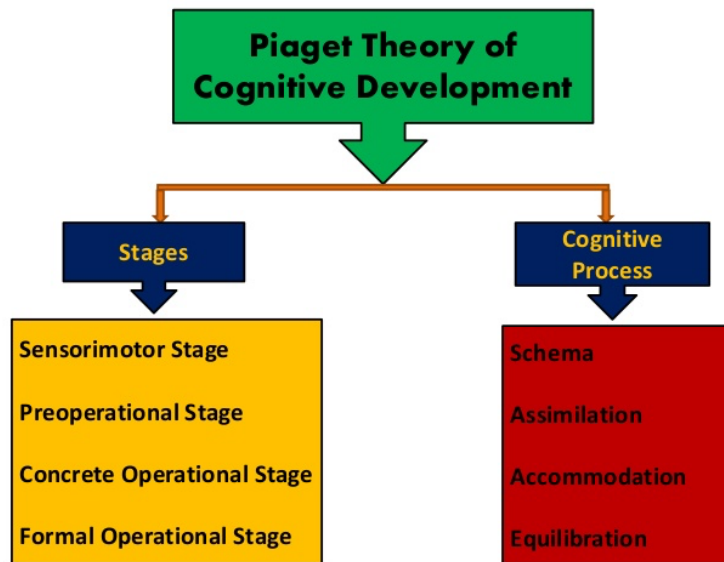 Piaget Theory of
Cognitive Development
Stages
Cognitive
Process
Sensorimotor Stage
Preoperational Stage
Concrete Operational Stage
Formal Operational Stage
Schema
Assimilation
Accommodation
Equilibration